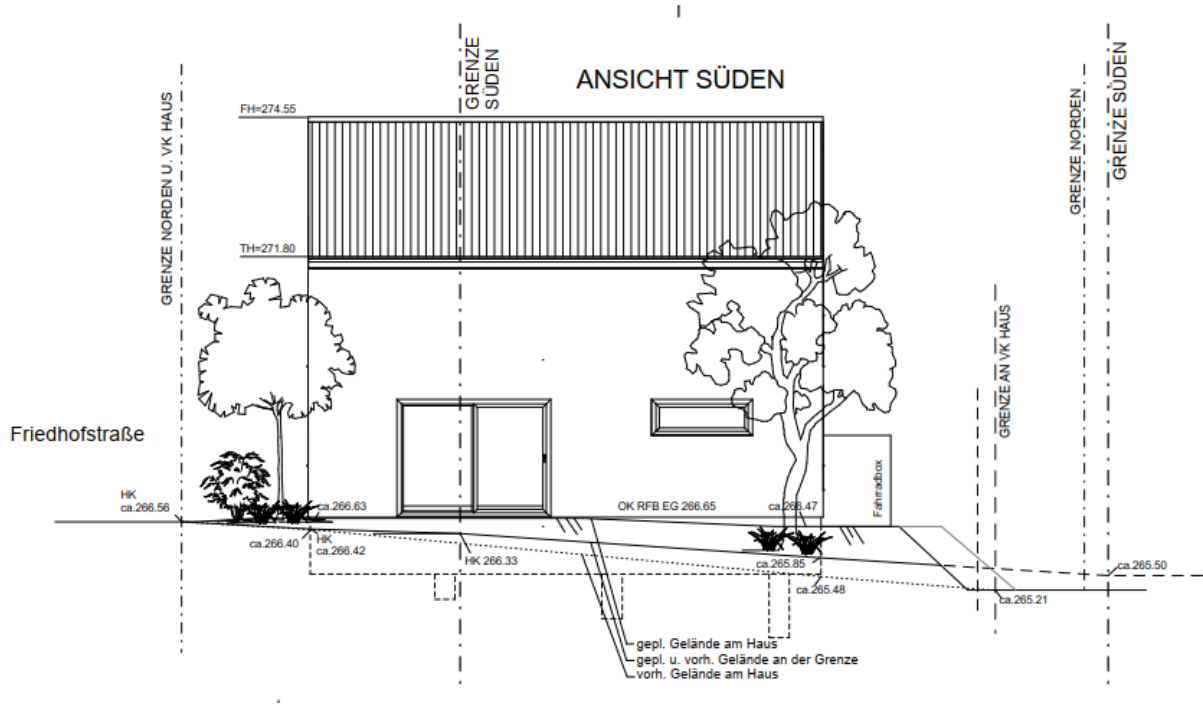 ANSICHT SÜDEN
GRENZE
SÜDEN
GRENZE SÜDEN
GRENZE NORDEN
GRENZE NORDEN U. VK HAUS
FH=274.55
TH=271.80
GRENZE AN VK HAUS
Friedhofstraße
Fahrradbox
HK
ca.266.56
ca.266.63
OK RFB EG 266.65
ca.266.47
ca.266.40
HK
ca.266.42
HK 266.33
ca.265.85
ca.265.48
ca.265.50
ca.265.21
gepl. Gelände am Haus
gepl. u. vorh. Gelände an der Grenze
vorh. Gelände am Haus